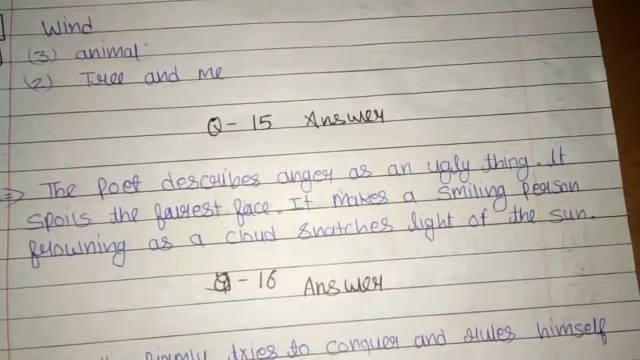 Wind
(3) animal
(2) Tree and me
Q - 15 Answer
The Poet describes anger as an ugly thing. It
spoils the fairest face. It makes a smiling person
frowning as a cloud snatches light of the sun.
Q - 16 Answer
tries to conquer and rules himself